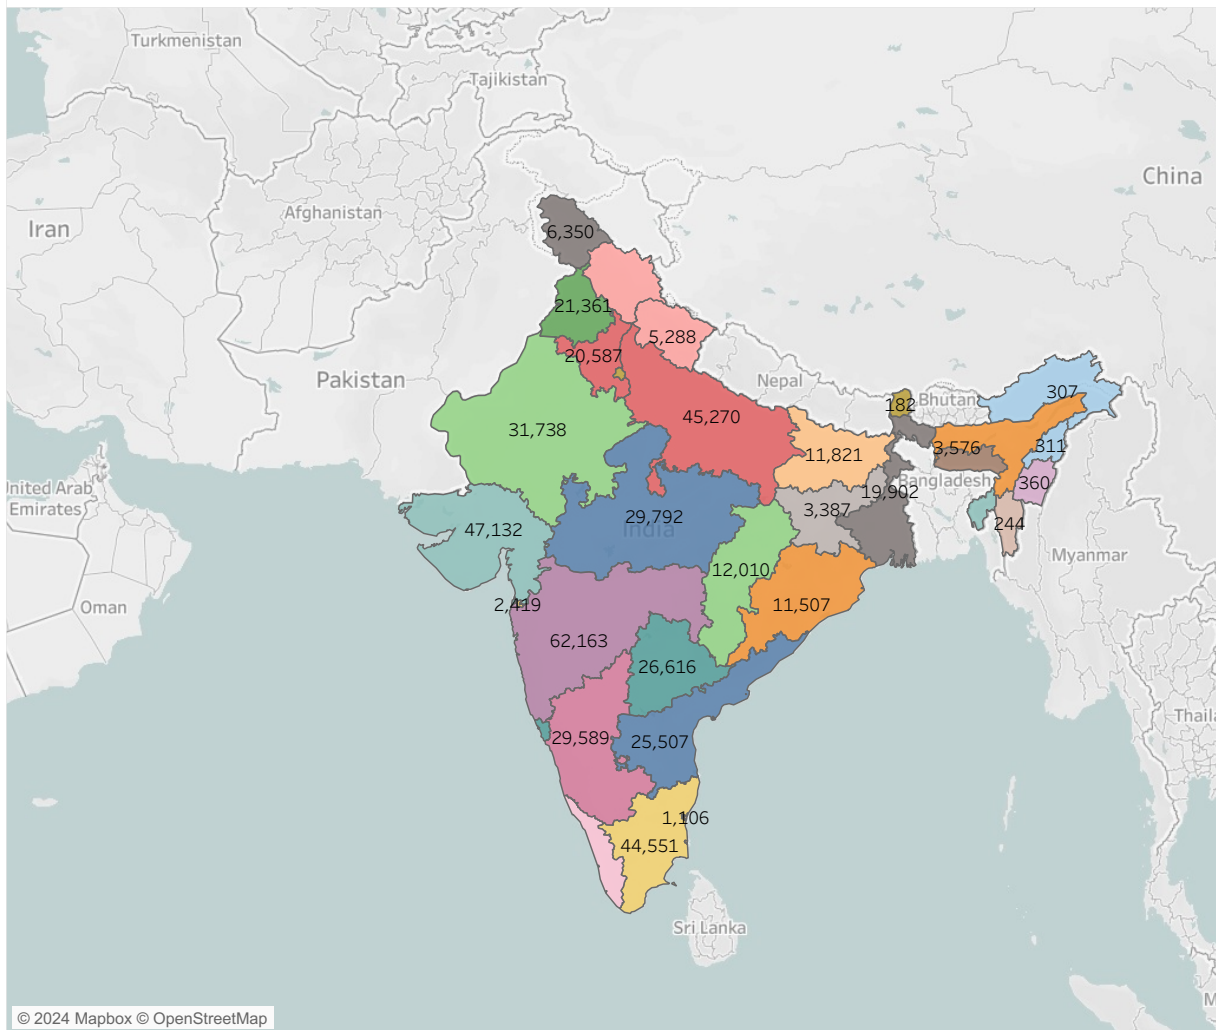 Turkmenistan
Tajikistan
China
Afghanistan
Iran
6,350
21,361
5,288
20,587
Pakistan
Nepal
307
182
Bhutan
45,270
31,738
3,576
311
11,821
Bangladesh
360
United Arab
Emirates
19,902
3,387
29,792
India
47,132
244
Myanmar
12,010
Oman
2,419
11,507
62,163
26,616
Thaila
29,589
25,507
1,106
44,551
Sri Lanka
M
© 2024 Mapbox © OpenStreetMap